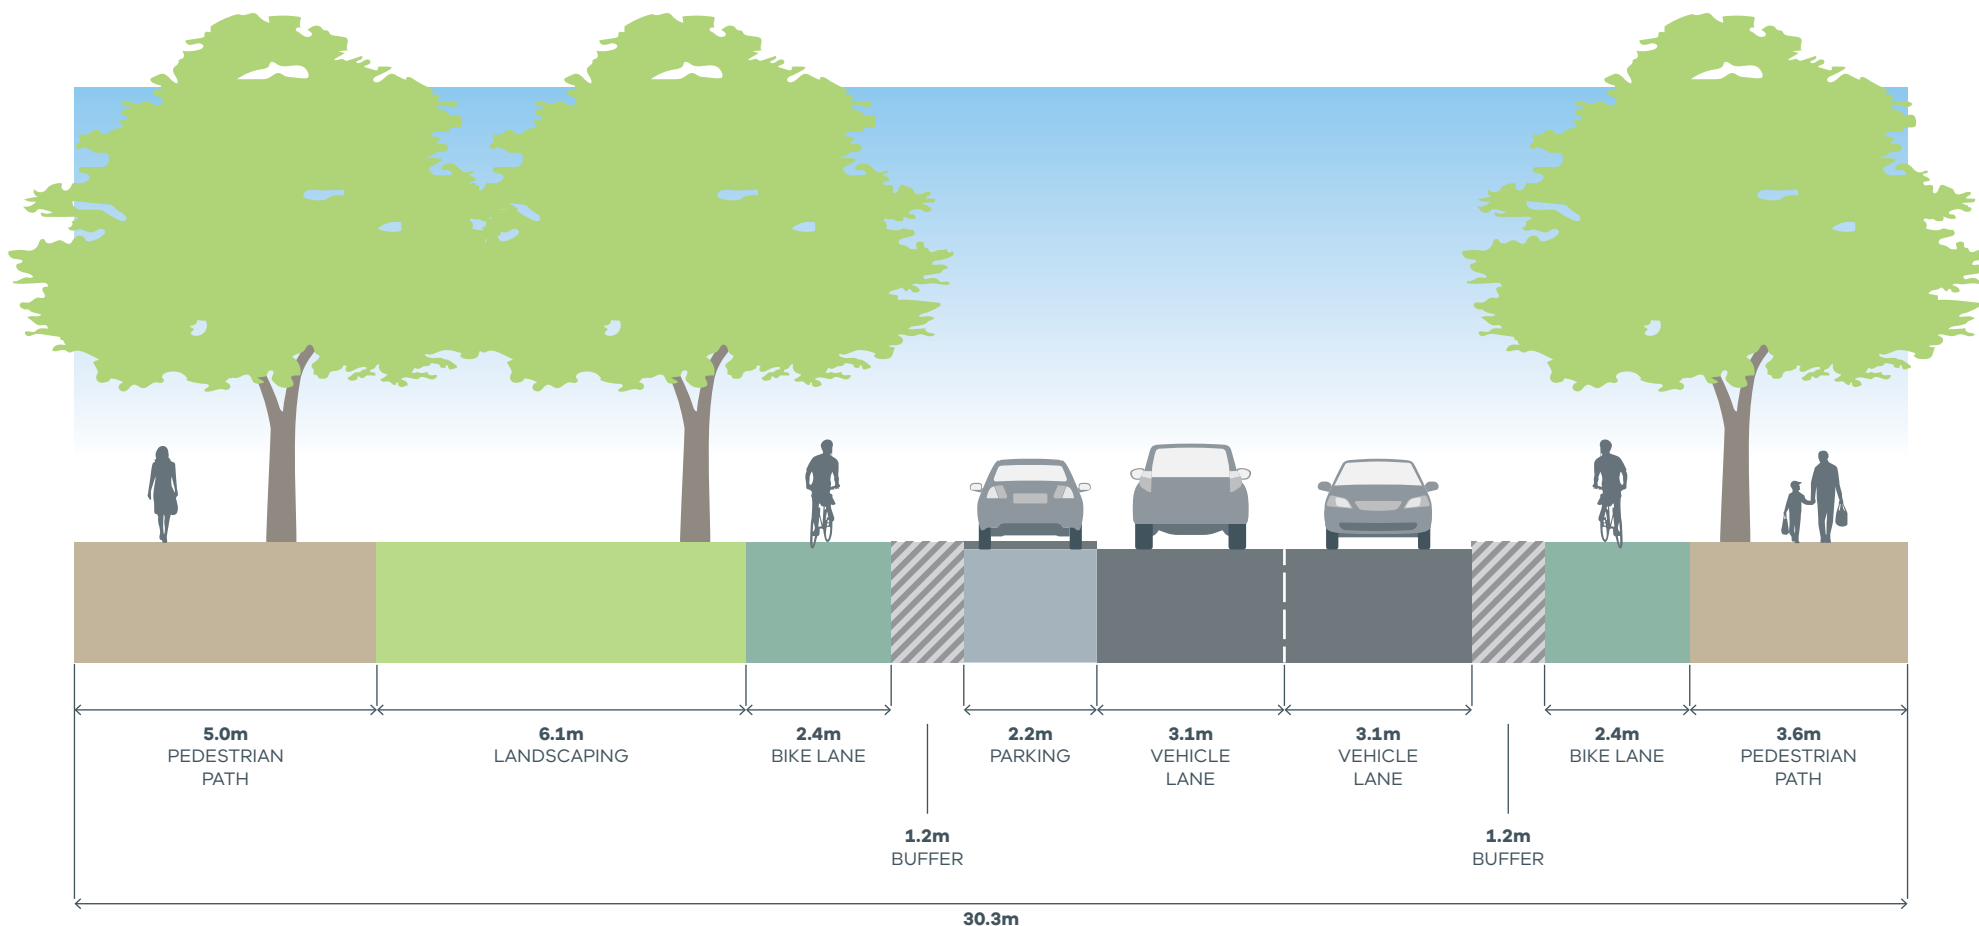 5.0m
PEDESTRIAN
PATH
6.1m
LANDSCAPING
2.4m
BIKE LANE
1.2m
BUFFER
2.2m
PARKING
3.1m
VEHICLE
LANE
3.1m
VEHICLE
LANE
1.2m
BUFFER
2.4m
BIKE LANE
3.6m
PEDESTRIAN
PATH
30.3m